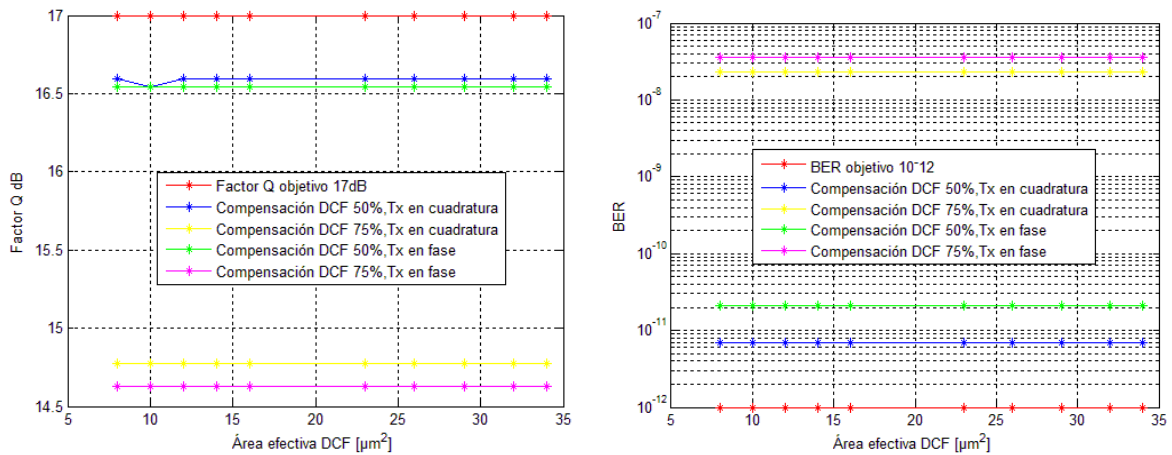 17
16.5
16
15.5
15
14.5
Factor Q dB
Factor Q objetivo 17dB
Compensación DCF 50%,Tx en cuadratura
Compensación DCF 75%,Tx en cuadratura
Compensación DCF 50%,Tx en fase
Compensación DCF 75%,Tx en fase
5 10 15 20 25 30 35
Área efectiva DCF [µm²]
10⁻⁷
10⁻⁸
10⁻⁹
10⁻¹⁰
10⁻¹¹
10⁻¹²
BER
BER objetivo 10⁻12
Compensación DCF 50%,Tx en cuadratura
Compensación DCF 75%,Tx en cuadratura
Compensación DCF 50%,Tx en fase
Compensación DCF 75%,Tx en fase
5 10 15 20 25 30 35
Área efectiva DCF [µm²]